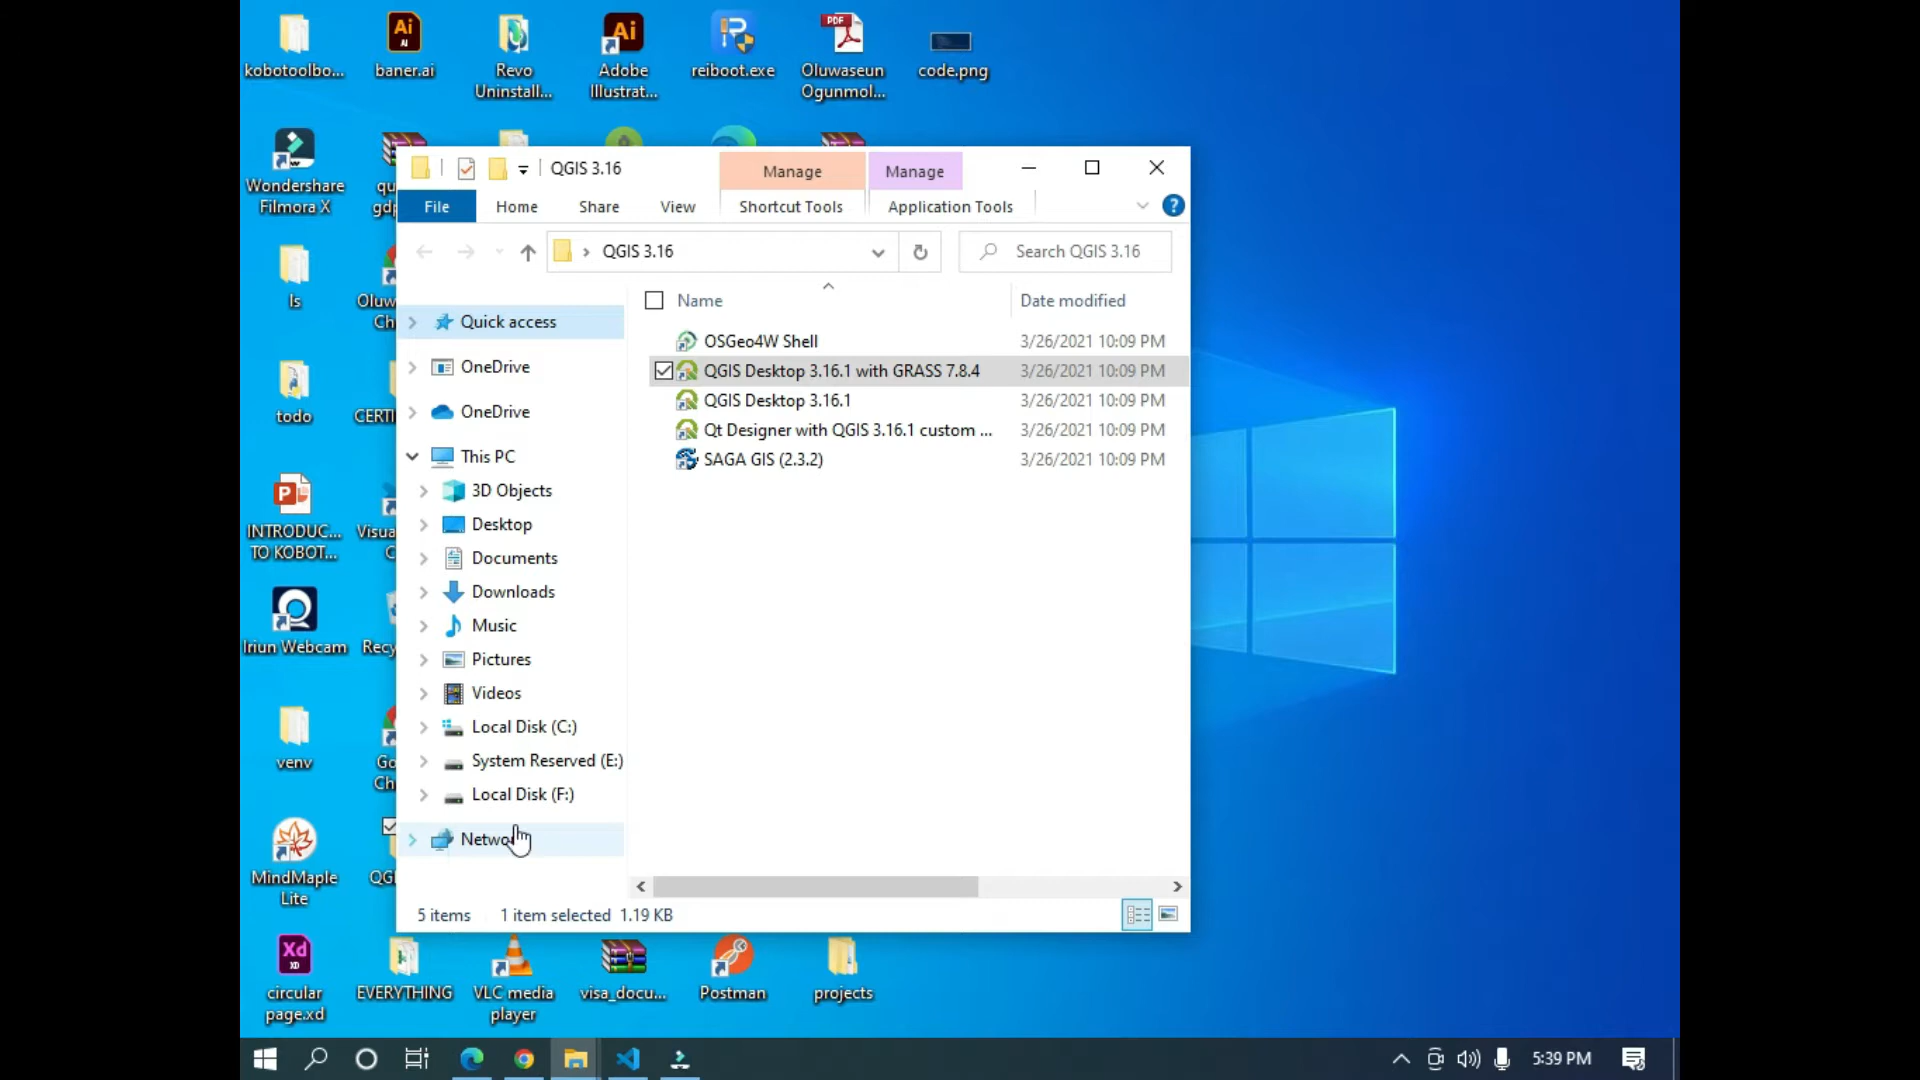 kobotoolbo...
baner.ai
Revo
Uninstall...
Adobe
Illustrat...
reiboot.exe
PDF
Oluwaseun
Ogunmol...
code.png
Wondershare
Filmora X
QGIS 3.16
Manage
Manage
File
Home
Share
View
Shortcut Tools
Application Tools
QGIS 3.16
Search QGIS 3.16
Name
Date modified
Quick access
OneDrive
OneDrive
This PC
3D Objects
Desktop
Documents
Downloads
Music
Pictures
Videos
Local Disk (C:)
System Reserved (E:)
Local Disk (F:)
OSGeo4W Shell
3/26/2021 10:09 PM
QGIS Desktop 3.16.1 with GRASS 7.8.4
3/26/2021 10:09 PM
QGIS Desktop 3.16.1
3/26/2021 10:09 PM
Qt Designer with QGIS 3.16.1 custom ...
3/26/2021 10:09 PM
SAGA GIS (2.3.2)
3/26/2021 10:09 PM
5 items
1 item selected 1.19 KB
ls
todo
INTRODUC...
TO KOBOT...
Iriun Webcam
venv
MindMaple
Lite
circular
page.xd
EVERYTHING
VLC media
player
visa_docu...
Postman
projects
5:39 PM